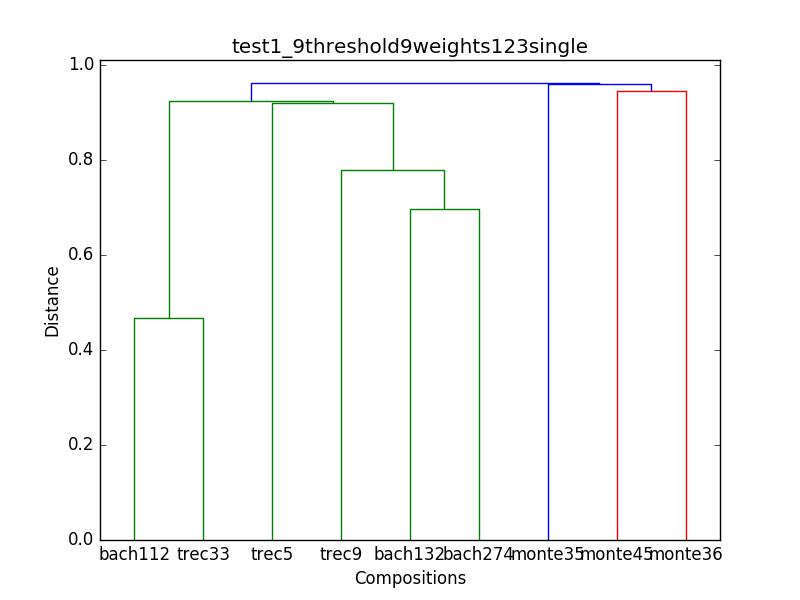 test1_9threshold9weights123single
1.0
0.8
0.6
0.4
0.2
0.0
Distance
bach112 trec33 trec5 trec9 bach132 bach274 monte35 monte45 monte36
Compositions